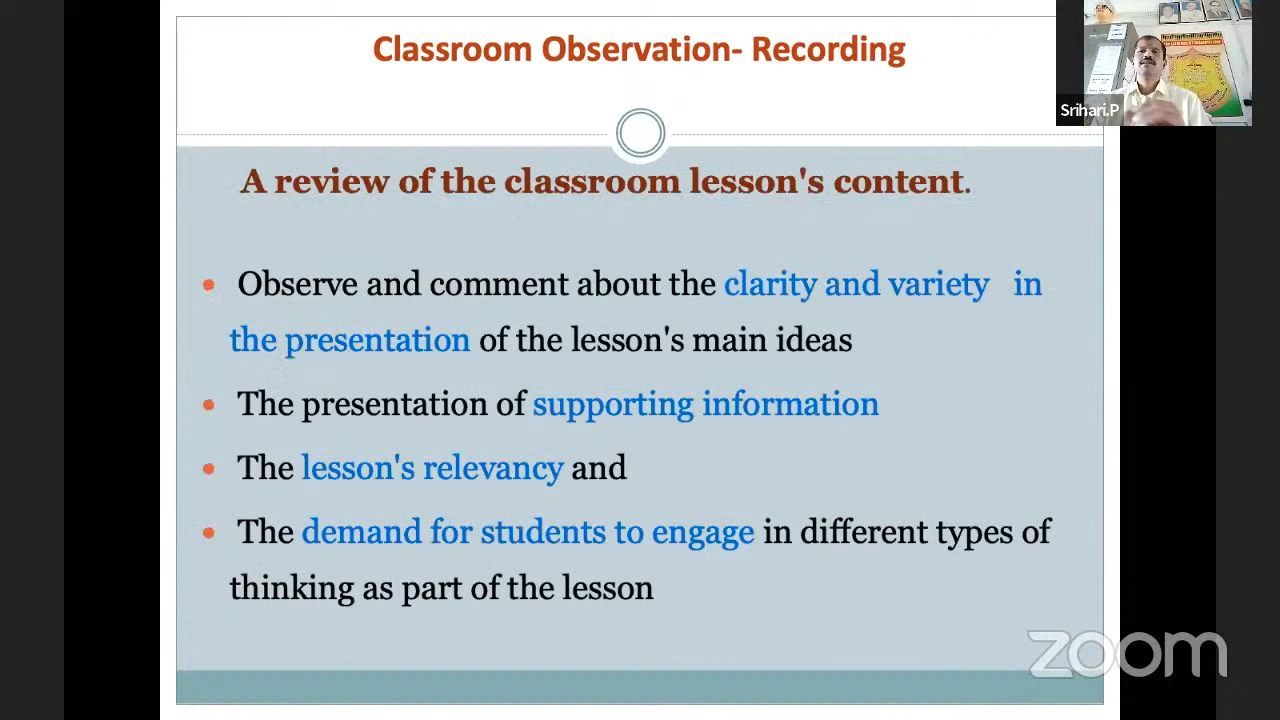 Classroom Observation- Recording
Srihari.P
A review of the classroom lesson's content.
• Observe and comment about the clarity and variety in
the presentation of the lesson's main ideas
• The presentation of supporting information
• The lesson's relevancy and
• The demand for students to engage in different types of
thinking as part of the lesson
zoom